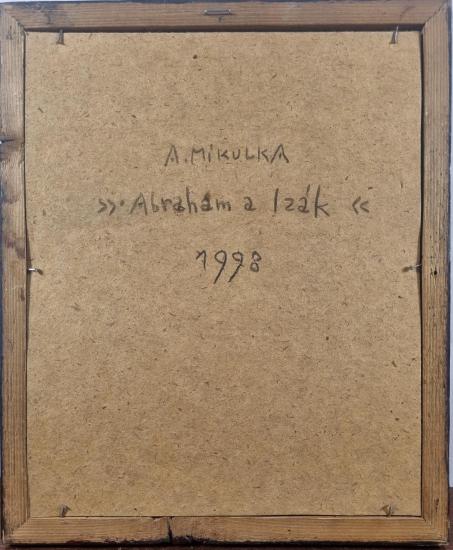 A. MIKULKA
»· Abraham a Izák «
1998